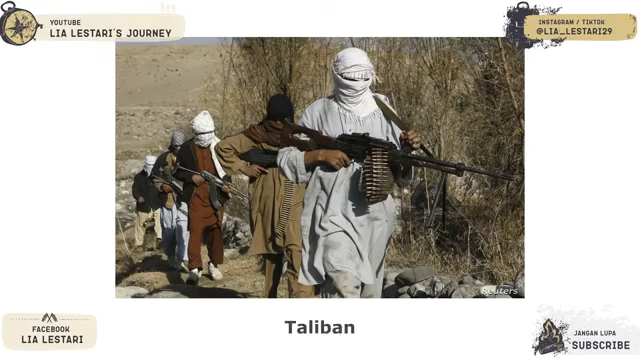 YOUTUBE
LIA LESTARI'S JOURNEY
INSTAGRAM / TIKTOK
@LIA_LESTARI29
Reuters
Taliban
FACEBOOK
LIA LESTARI
JANGAN LUPA
SUBSCRIBE